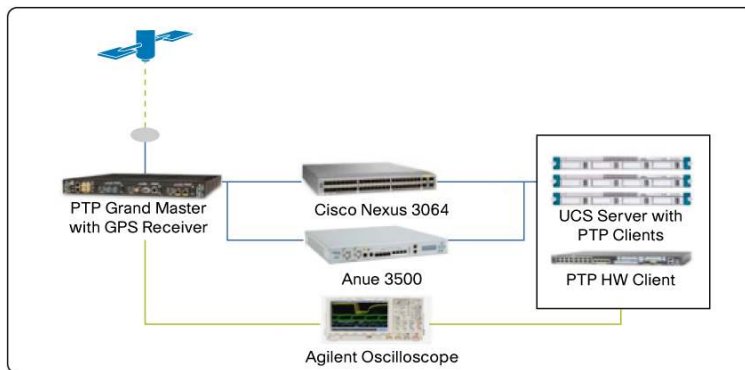 PTP Grand Master
with GPS Receiver
Cisco Nexus 3064
Anue 3500
Agilent Oscilloscope
UCS Server with
PTP Clients
PTP HW Client